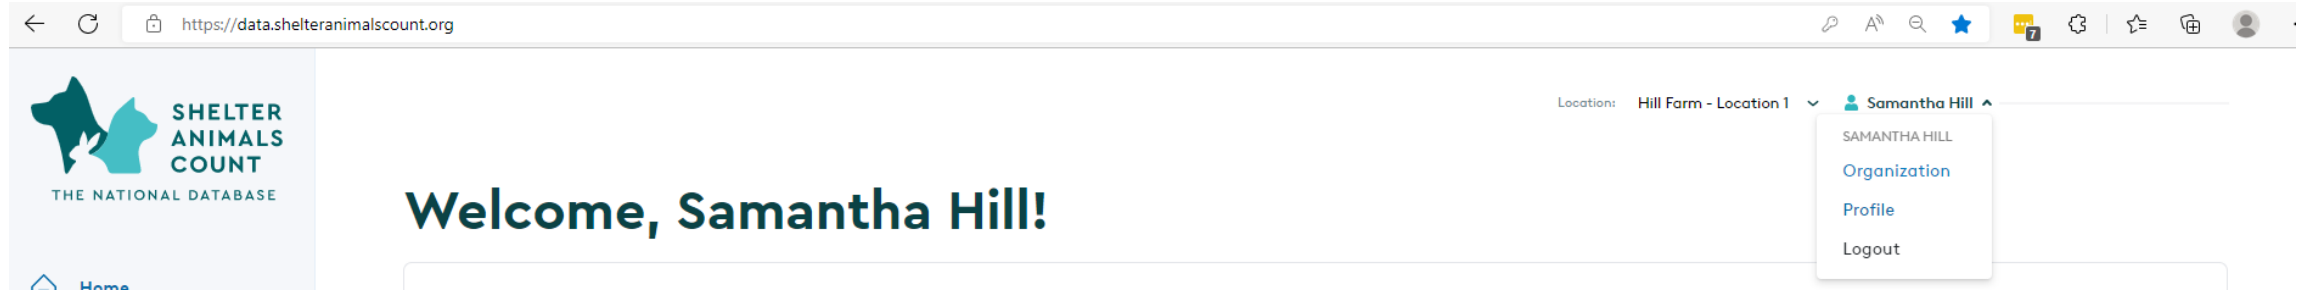 https://data.shelteranimalscount.org
7
SHELTER
ANIMALS
COUNT
THE NATIONAL DATABASE
Location: Hill Farm - Location 1 Samantha Hill
SAMANTHA HILL
Organization
Profile
Logout
Welcome, Samantha Hill!
Home